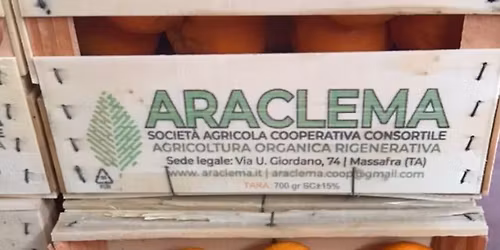 ARACLEMA
SOCIETÀ AGRICOLA COOPERATIVA CONSORTILE
AGRICOLTURA ORGANICA RIGENERATIVA
Sede legale: Via U. Giordano, 74 | Massafra (TA)
www.araclema.it | araclema.coop@gmail.com
TARA: 700 gr SC±15%